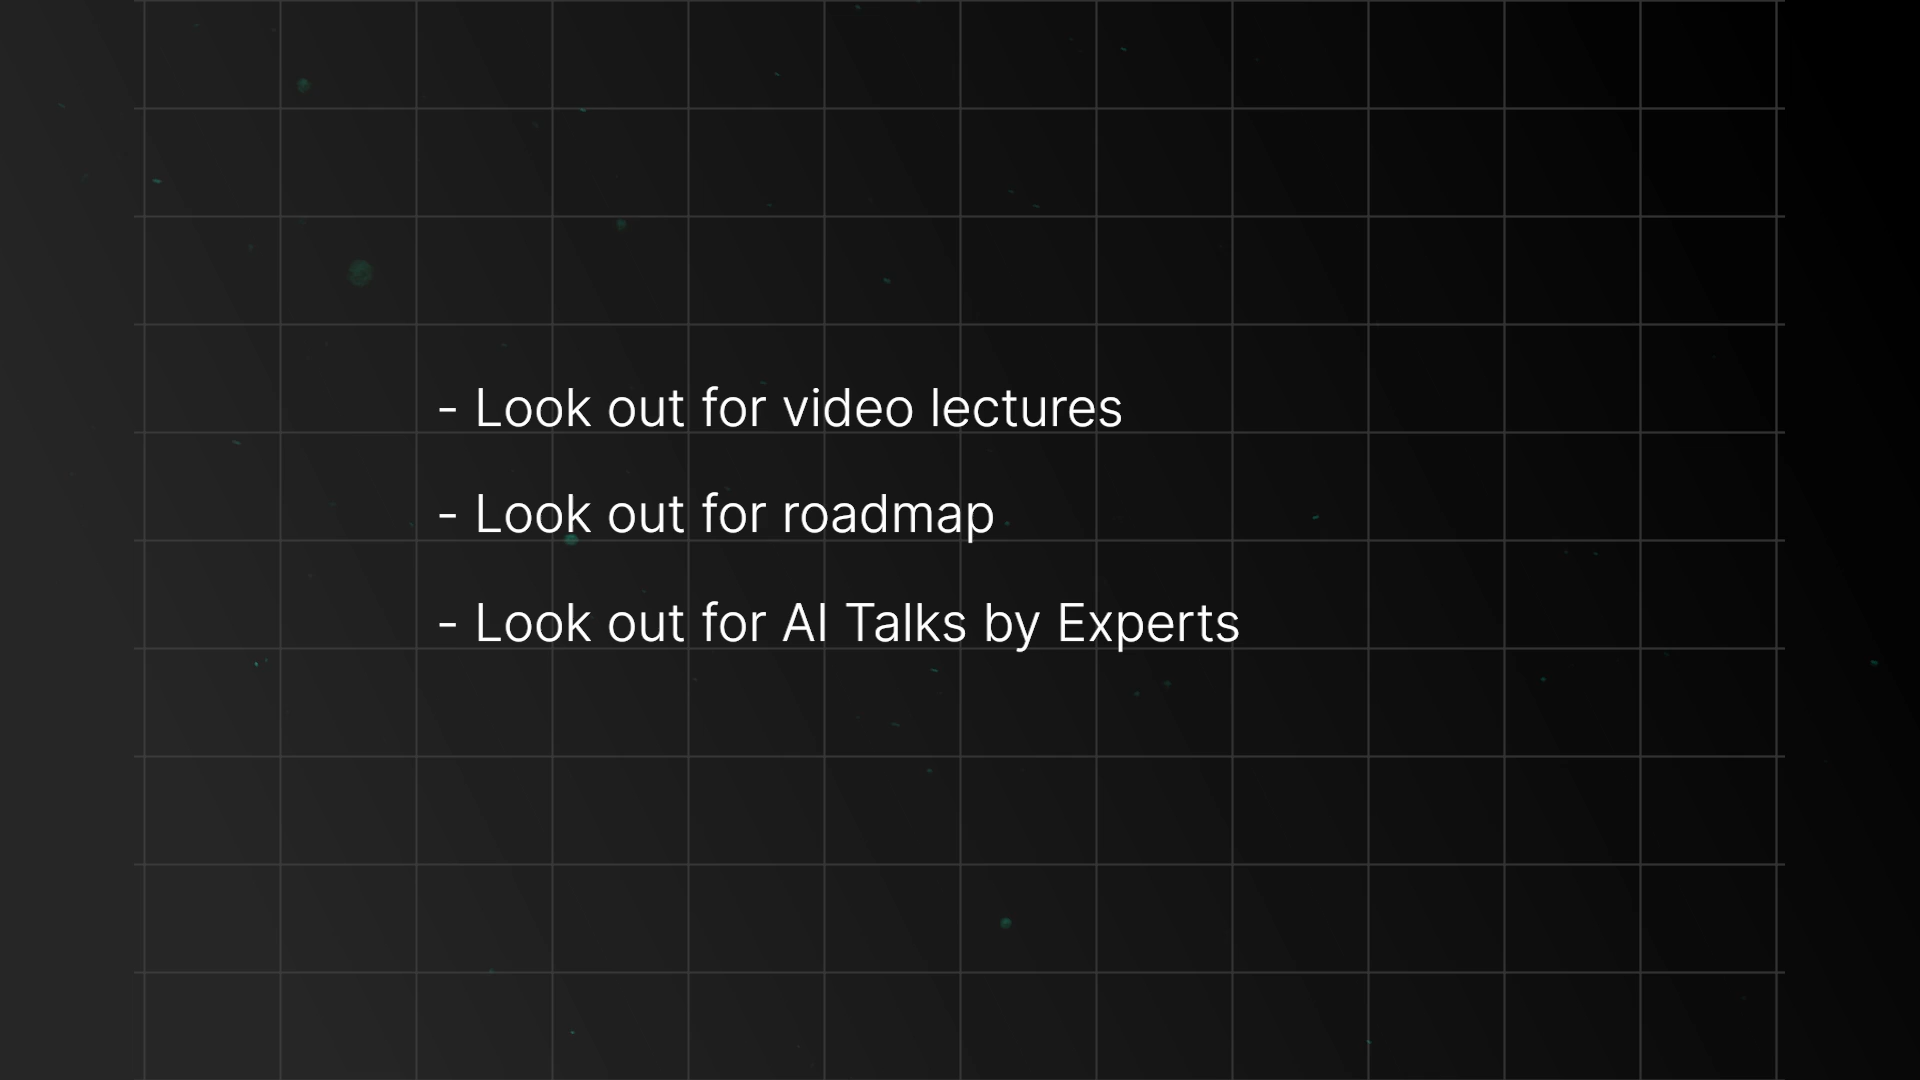 - Look out for video lectures
- Look out for roadmap
- Look out for AI Talks by Experts